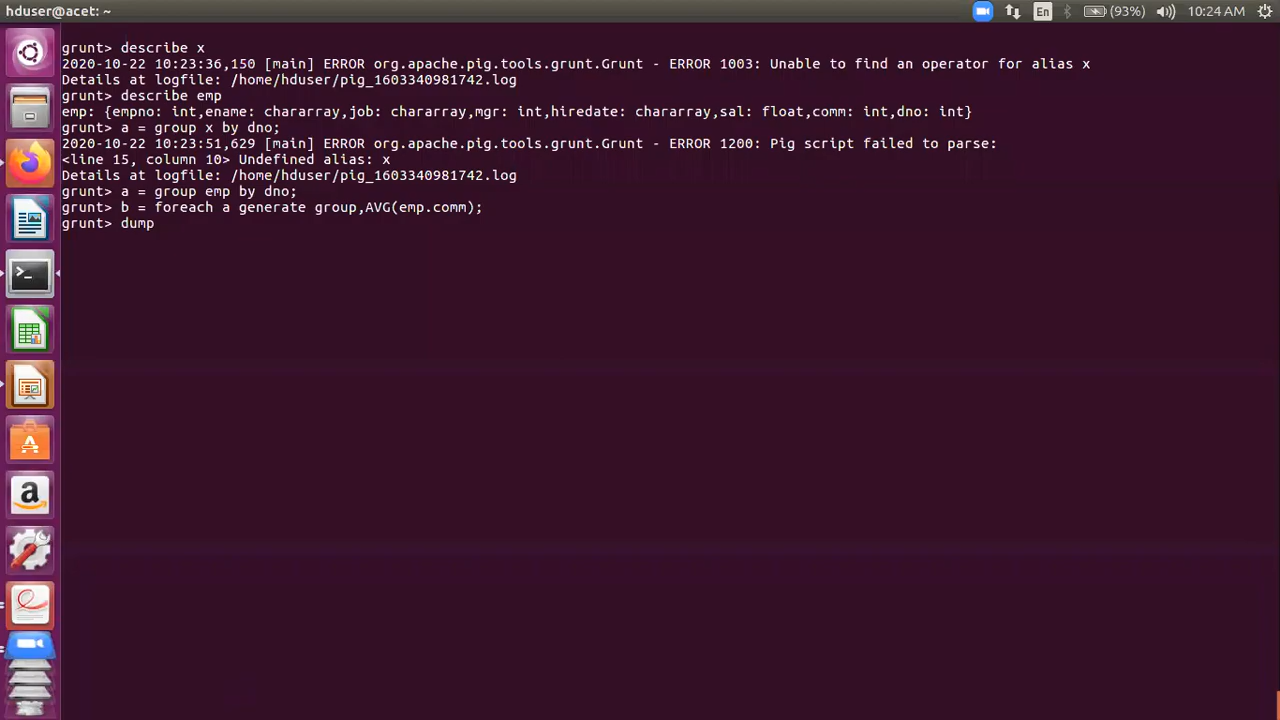 hduser@acet: ~
En
(93%)
10:24 AM
grunt> describe x
2020-10-22 10:23:36,150 [main] ERROR org.apache.pig.tools.grunt.Grunt - ERROR 1003: Unable to find an operator for alias x
Details at logfile: /home/hduser/pig_1603340981742.log
grunt> describe emp
emp: {empno: int,ename: chararray,job: chararray,mgr: int,hiredate: chararray,sal: float,comm: int,dno: int}
grunt> a = group x by dno;
2020-10-22 10:23:51,629 [main] ERROR org.apache.pig.tools.grunt.Grunt - ERROR 1200: Pig script failed to parse:
<line 15, column 10> Undefined alias: x
Details at logfile: /home/hduser/pig_1603340981742.log
grunt> a = group emp by dno;
grunt> b = foreach a generate group,AVG(emp.comm);
grunt> dump